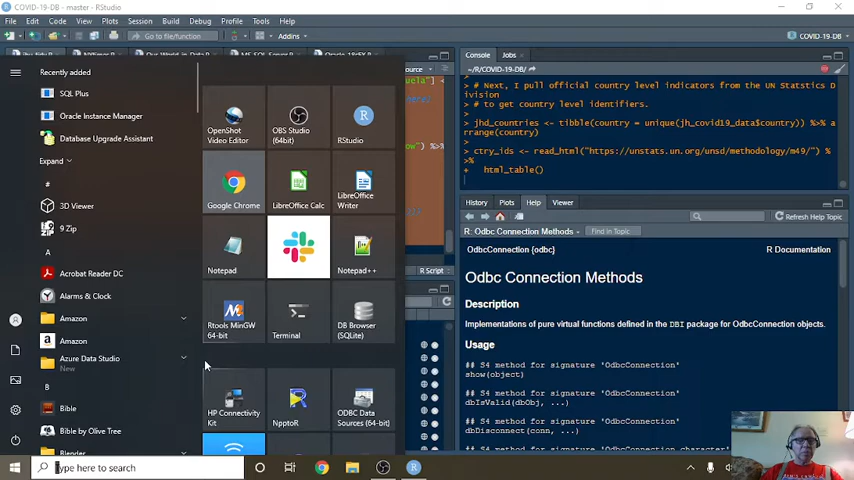 COVID-19-DB - master - RStudio
File Edit Code View Plots Session Build Debug Profile Tools Help
Go to file/function
Addins
COVID-19-DB
Recently added
SQL Plus
Oracle Instance Manager
Database Upgrade Assistant
Expand
#
3D Viewer
9 Zip
A
Acrobat Reader DC
Alarms & Clock
Amazon
Amazon
Azure Data Studio
New
B
Bible
Bible by Olive Tree
Blender
OpenShot
Video Editor
OBS Studio
(64bit)
RStudio
Google Chrome
LibreOffice Calc
LibreOffice
Writer
Notepad
Notepad++
Rtools MinGW
64-bit
Terminal
DB Browser
(SQLite)
HP Connectivity
Kit
NppToR
ODBC Data
Sources (64-bit)
R Script
Console Jobs
~/R/COVID-19-DB/
>
> # Next, I pull official country level indicators from the UN Statistics D
ivision
> # to get country level identifiers.
> jhd_countries <- tibble(country = unique(jh_covid19_data$country)) %>% a
rrange(country)
> ctry_ids <- read_html("https://unstats.un.org/unsd/methodology/m49/") %
>%
+ html_table()
History Plots Help Viewer
Refresh Help Topic
R: Odbc Connection Methods
Find in Topic
OdbcConnection {odbc}
R Documentation
Odbc Connection Methods
Description
Implementations of pure virtual functions defined in the DBI package for OdbcConnection objects.
Usage
## S4 method for signature 'OdbcConnection'
show(object)
## S4 method for signature 'OdbcConnection'
dbIsValid(dbObj, ...)
## S4 method for signature 'OdbcConnection'
dbDisconnect(conn, ...)
Type here to search